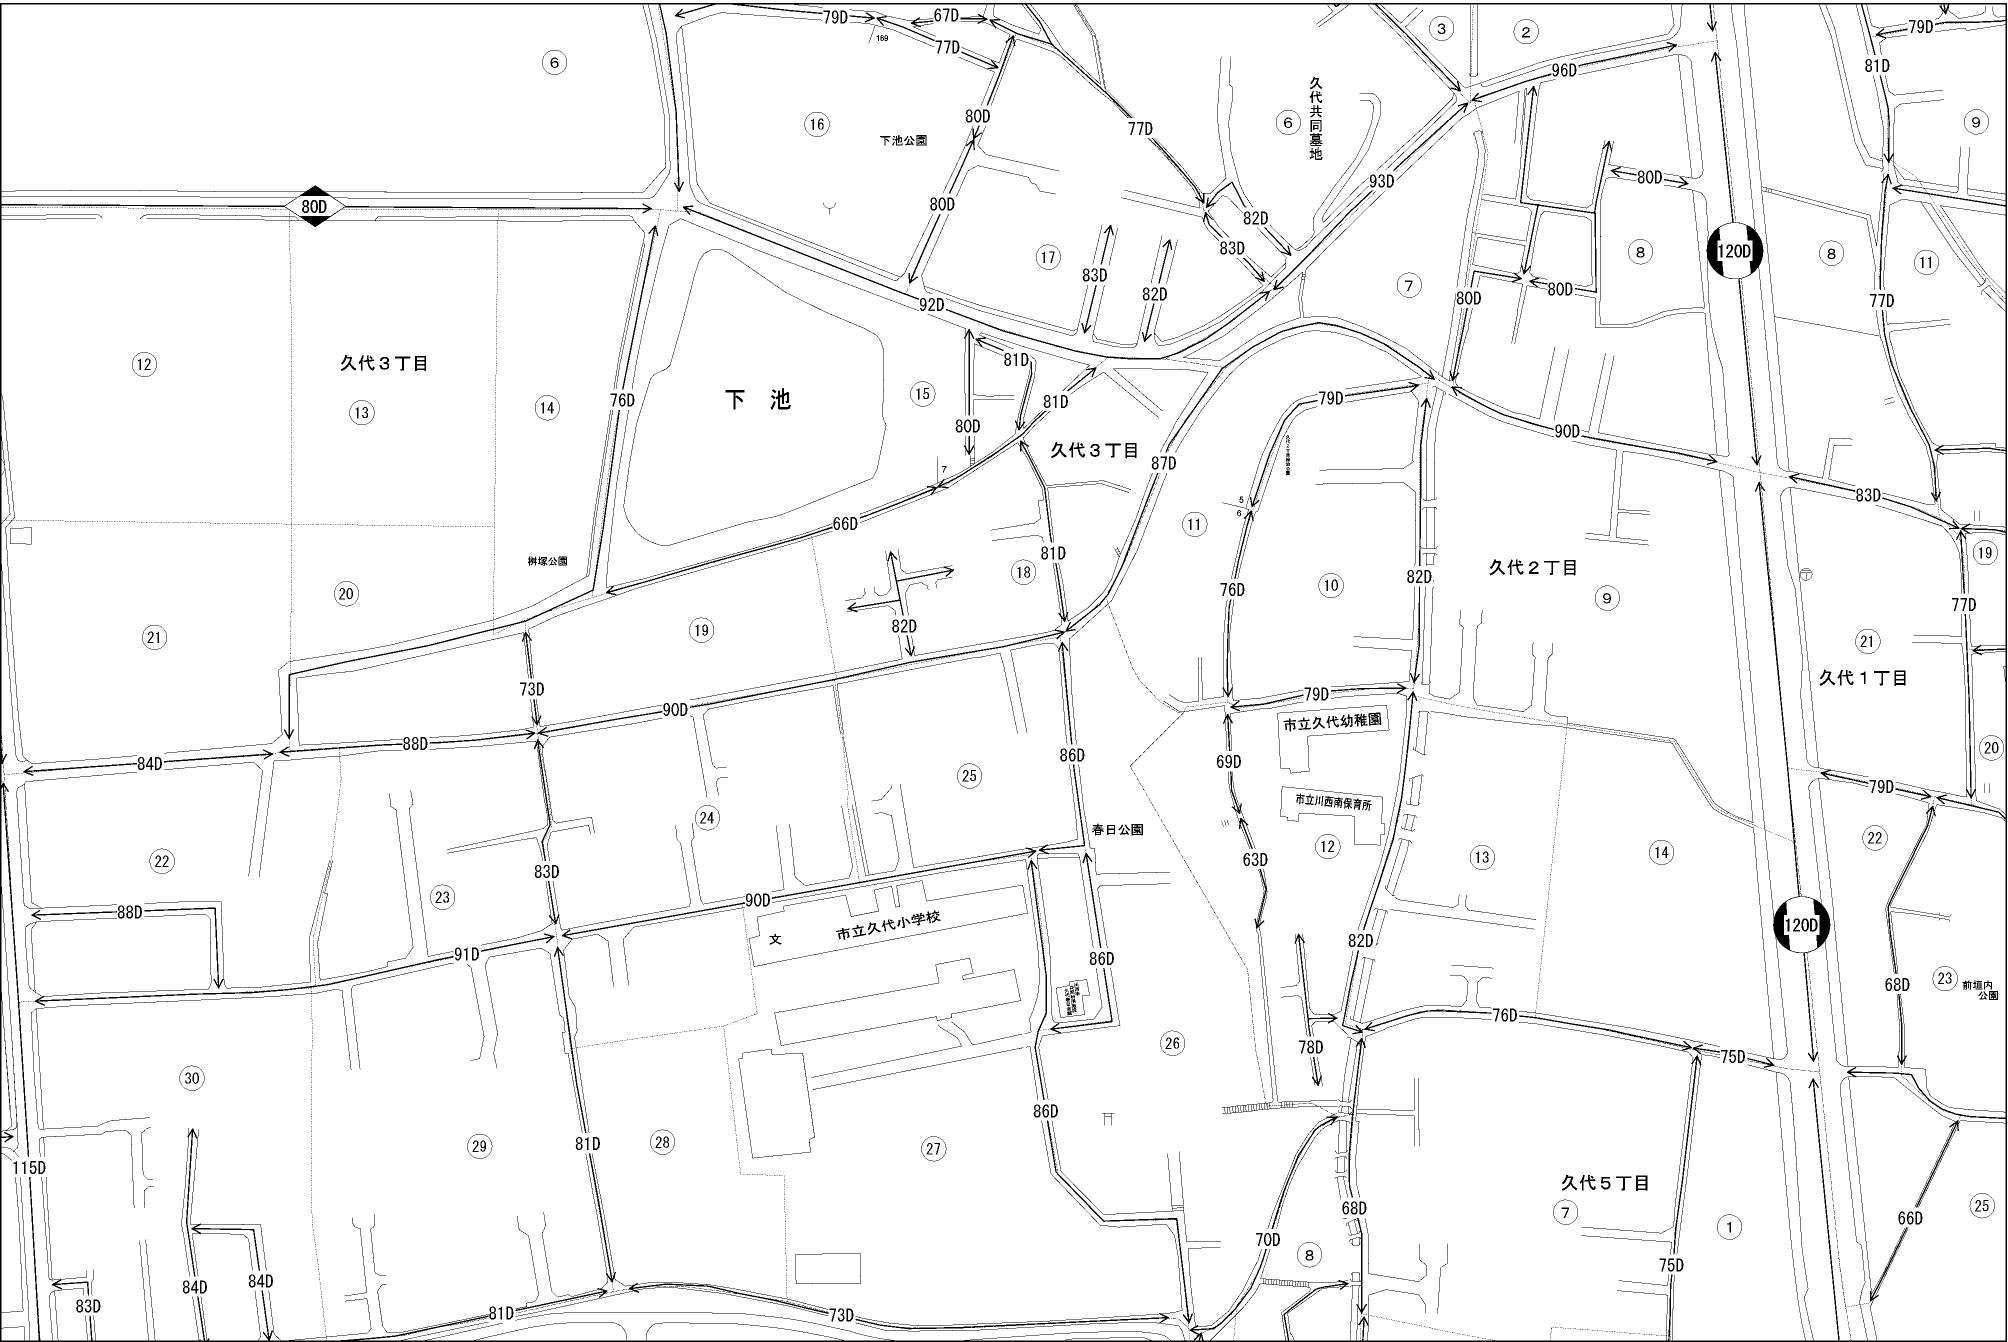 79D
67D
③
②
79D
169
77D
96D
81D
⑥
80D
久代共同墓地
⑥
⑨
⑯
下池公園
77D
93D
80D
80D
80D
82D
83D
120D
⑧
⑧
⑰
⑪
83D
82D
⑦
80D
80D
77D
92D
81D
⑫
久代3丁目
⑬
⑭
76D
下 池
⑮
81D
79D
80D
90D
久代3丁目
87D
7
5
6
83D
66D
⑪
81D
⑱
⑲
桝塚公園
久代2丁目
82D
⑩
76D
⑨
⑳
77D
82D
⑲
㉑
㉑
久代1丁目
73D
79D
90D
市立久代幼稚園
88D
84D
86D
69D
⑳
㉕
79D
市立川西南保育所
㉔
春日公園
㉒
⑫
63D
⑬
⑭
㉒
83D
㉓
88D
90D
市立久代小学校
文
120D
82D
91D
86D
㉓
68D
前垣内
公園
76D
78D
㉖
75D
㉚
86D
81D
㉙
㉘
㉗
115D
久代5丁目
⑦
68D
①
㉕
66D
70D
⑧
75D
84D
84D
83D
81D
73D